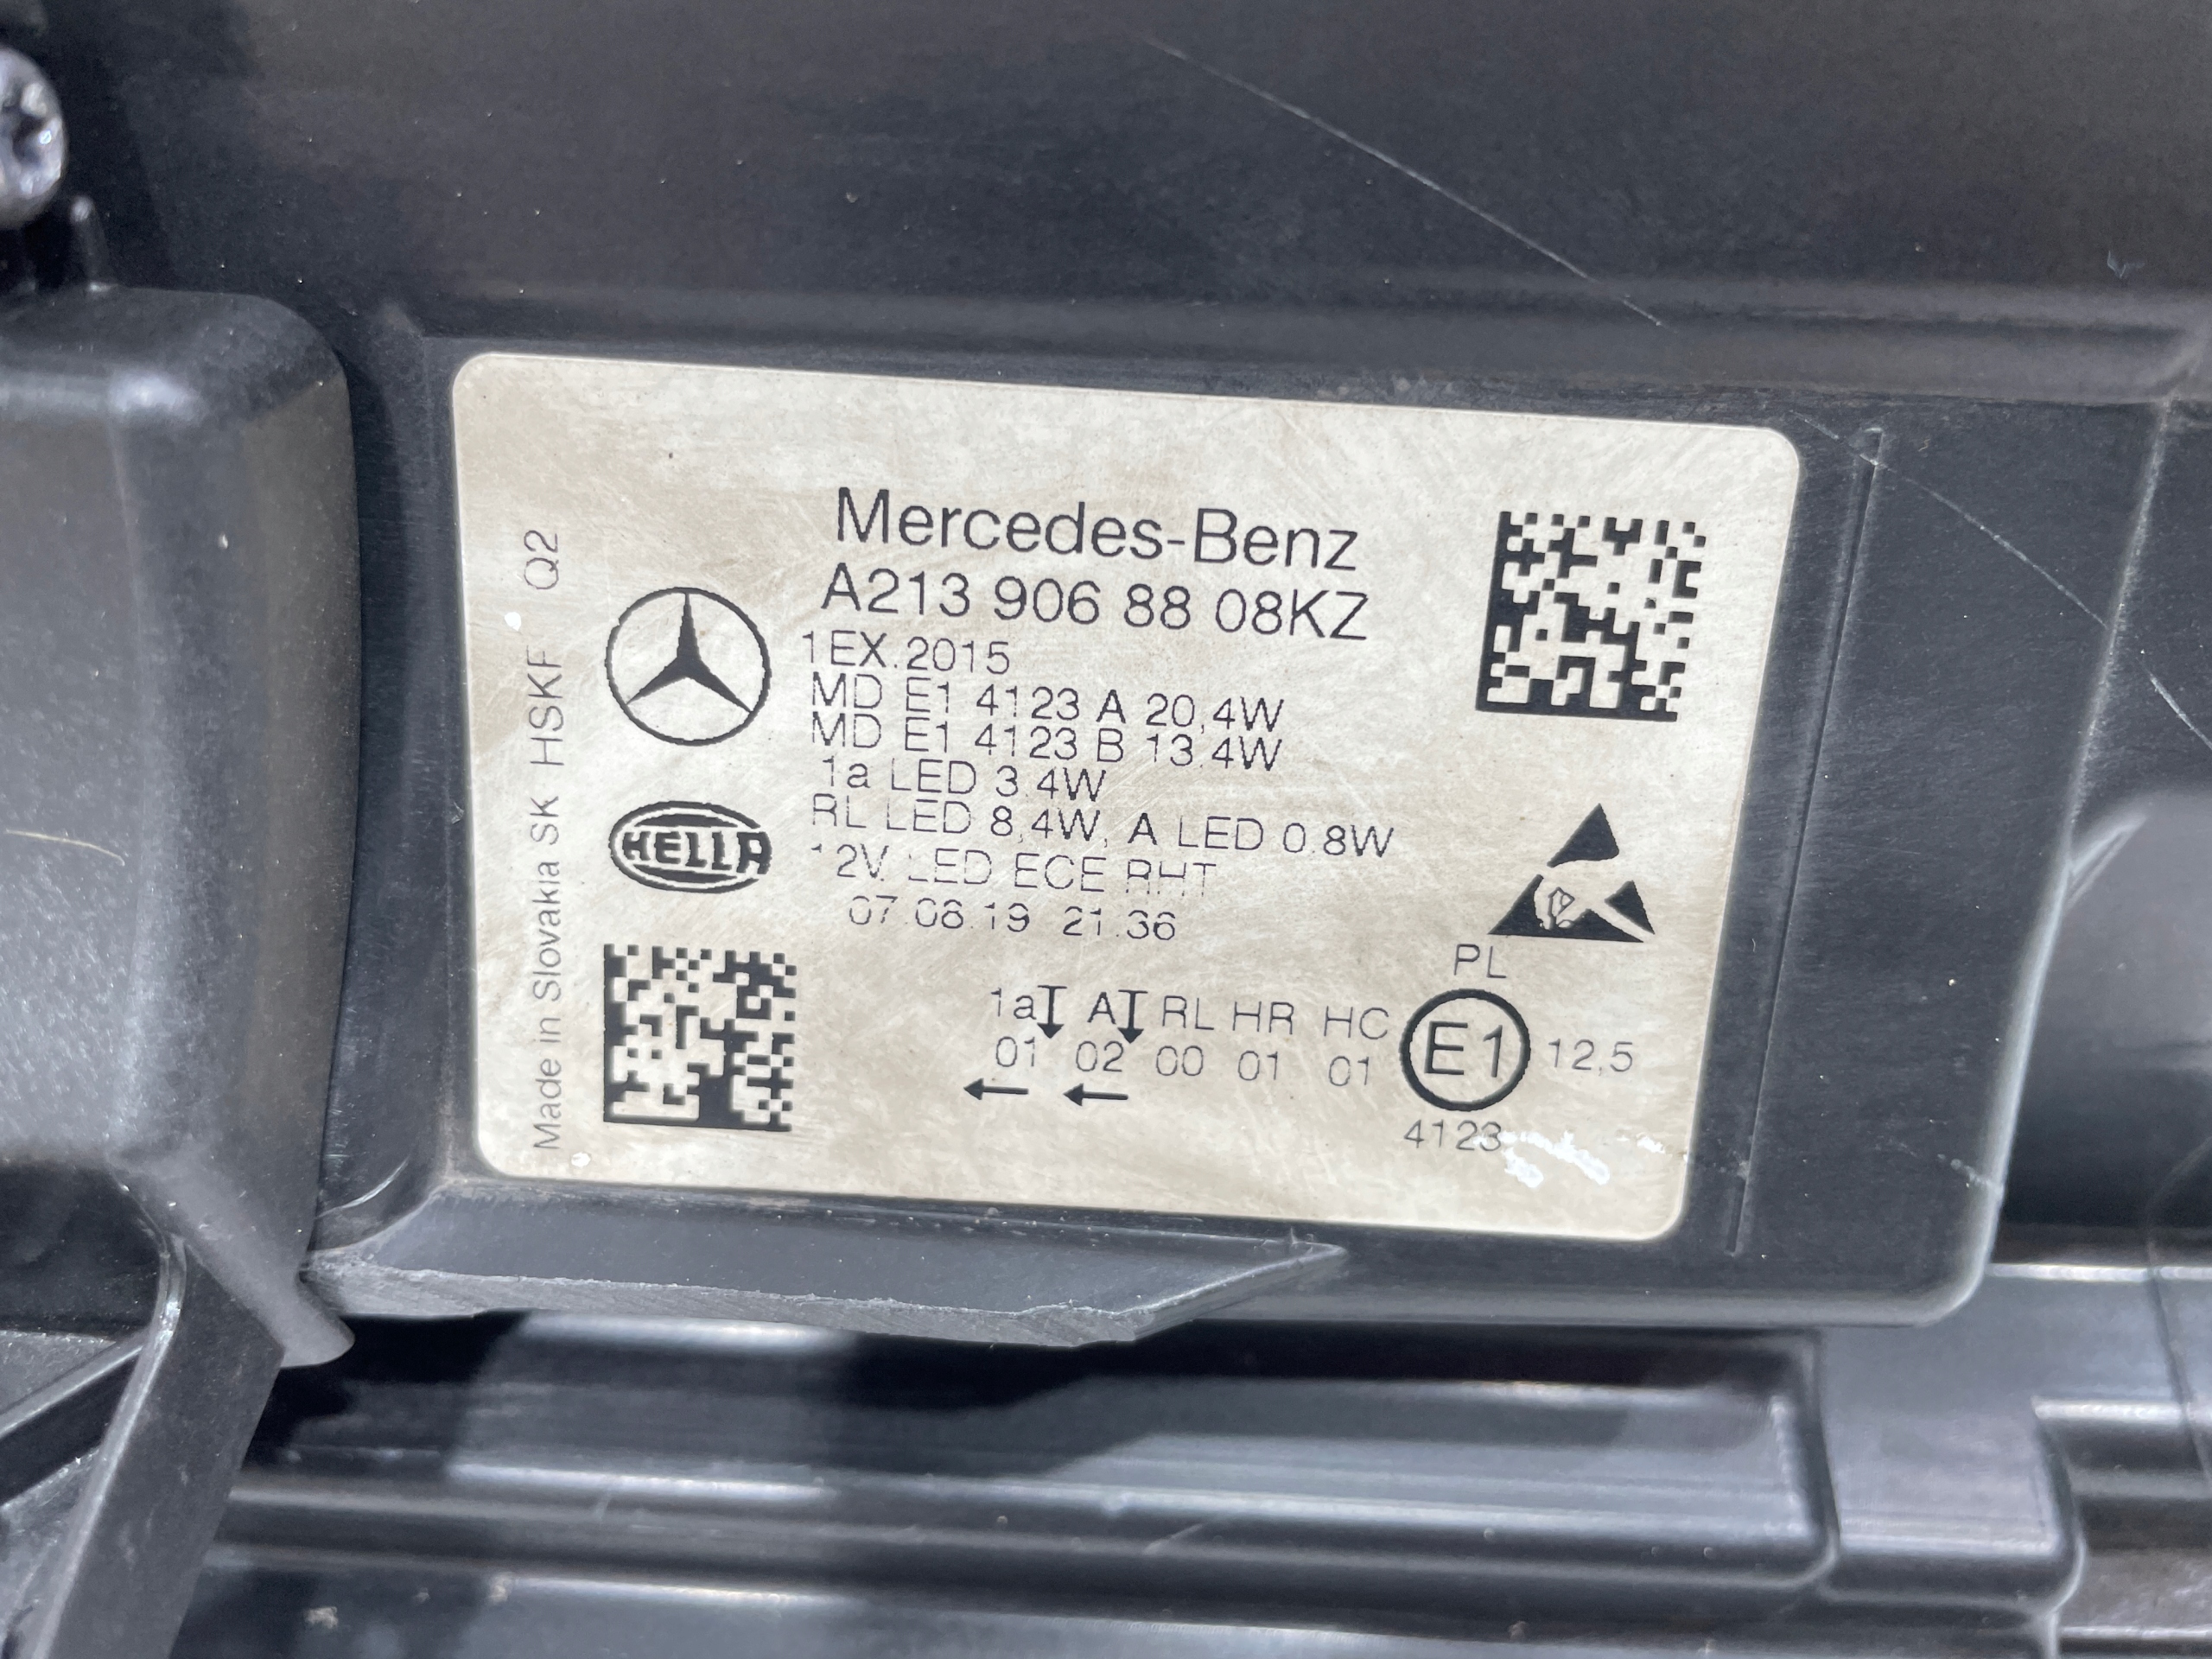 Mercedes-Benz
A213 906 88 08KZ
1EX.2015
MD E1 4123 A 20,4W
MD E1 4123 B 13.4W
1a LED 3.4W
RL LED 8,4W, A LED 0.8W
12V LED ECE RHT
07.08.19 21:36
HELLA
Made in Slovakia SK HSKF Q2
PL
1a A RL HR HC
01 02 00 01 01
E1
12,5
4123